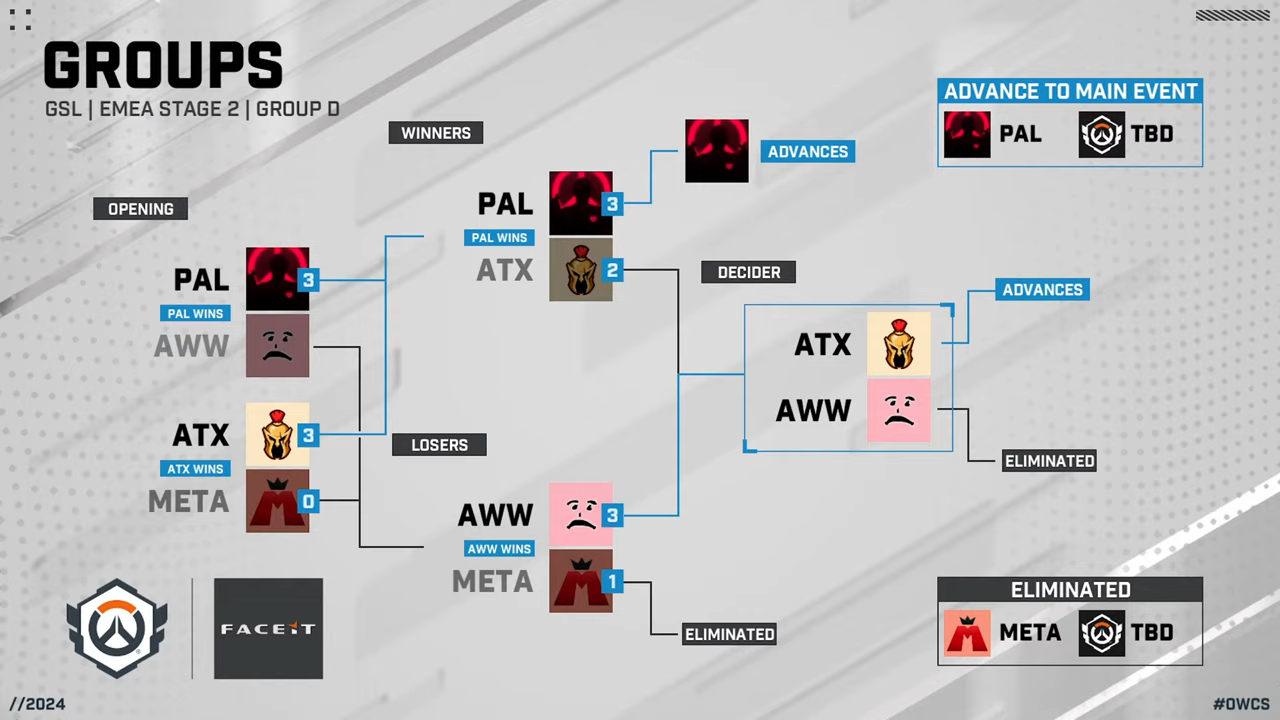 GROUPS
GSL | EMEA STAGE 2 | GROUP D
OPENING
PAL
3
PAL WINS
AWW
ATX
3
ATX WINS
META
0
WINNERS
PAL
3
PAL WINS
ATX
2
ADVANCES
LOSERS
AWW
3
AWW WINS
META
1
ELIMINATED
DECIDER
ATX
AWW
ADVANCES
ELIMINATED
ADVANCE TO MAIN EVENT
PAL TBD
ELIMINATED
META TBD
FACEIT
//2024
#OWCS